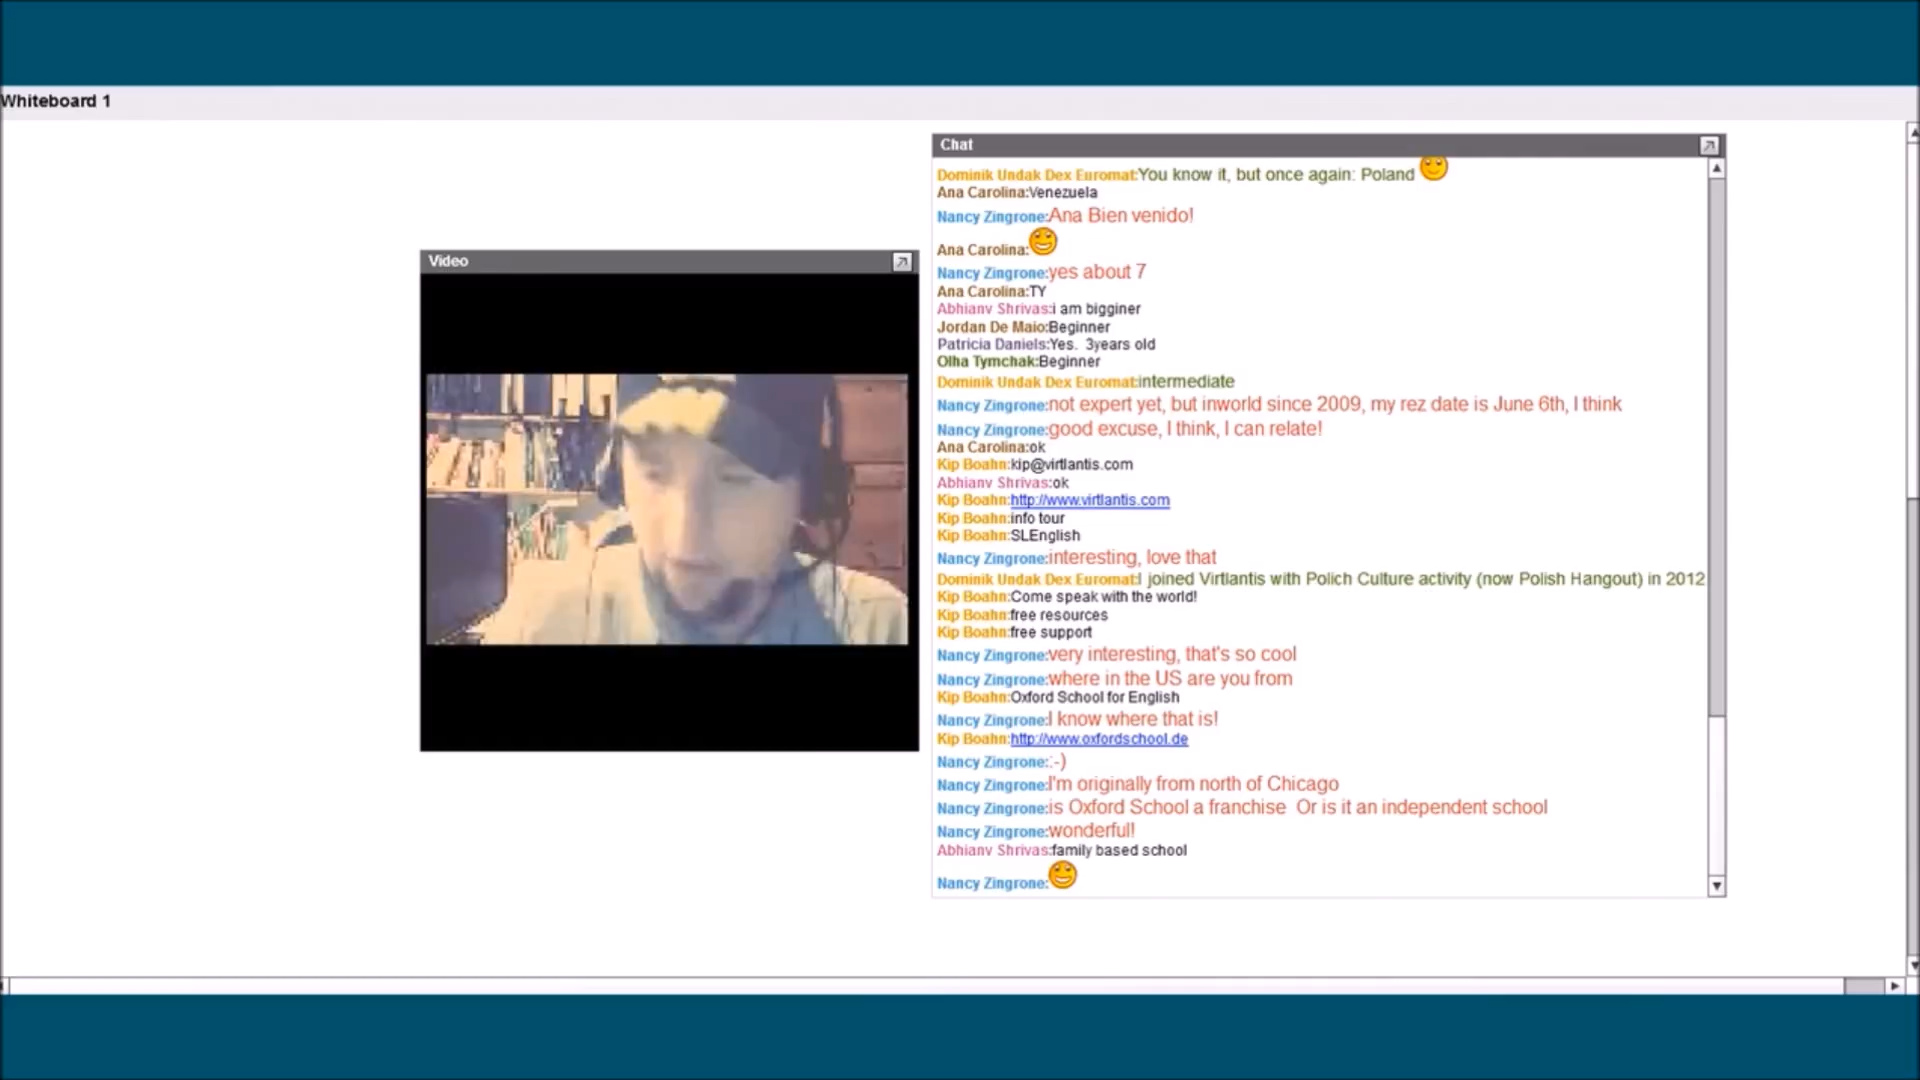 Whiteboard 1
Video
Chat
Dominik Undak Dex Euromat:You know it, but once again: Poland
Ana Carolina:Venezuela
Nancy Zingrone:Ana Bien venido!
Ana Carolina:
Nancy Zingrone:yes about 7
Ana Carolina:TY
Abhianv Shrivas:i am bigginer
Jordan De Maio:Beginner
Patricia Daniels:Yes.  3years old
Olha Tymchak:Beginner
Dominik Undak Dex Euromat:intermediate
Nancy Zingrone:not expert yet, but inworld since 2009, my rez date is June 6th, I think
Nancy Zingrone:good excuse, I think, I can relate!
Ana Carolina:ok
Kip Boahn:kip@virtlantis.com
Abhianv Shrivas:ok
Kip Boahn:http://www.virtlantis.com
Kip Boahn:info tour
Kip Boahn:SLEnglish
Nancy Zingrone:interesting, love that
Dominik Undak Dex Euromat:I joined Virtlantis with Polich Culture activity (now Polish Hangout) in 2012
Kip Boahn:Come speak with the world!
Kip Boahn:free resources
Kip Boahn:free support
Nancy Zingrone:very interesting, that's so cool
Nancy Zingrone:where in the US are you from
Kip Boahn:Oxford School for English
Nancy Zingrone:I know where that is!
Kip Boahn:http://www.oxfordschool.de
Nancy Zingrone::-)
Nancy Zingrone:I'm originally from north of Chicago
Nancy Zingrone:is Oxford School a franchise  Or is it an independent school
Nancy Zingrone:wonderful!
Abhianv Shrivas:family based school
Nancy Zingrone: